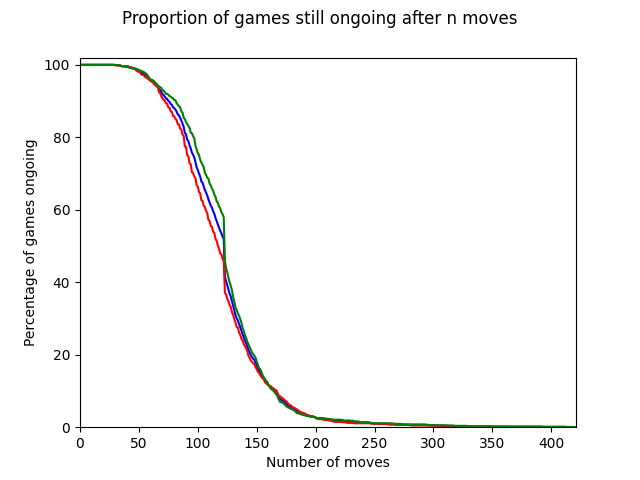 Proportion of games still ongoing after n moves
Percentage of games ongoing
100
80
60
40
20
0
0 50 100 150 200 250 300 350 400
Number of moves